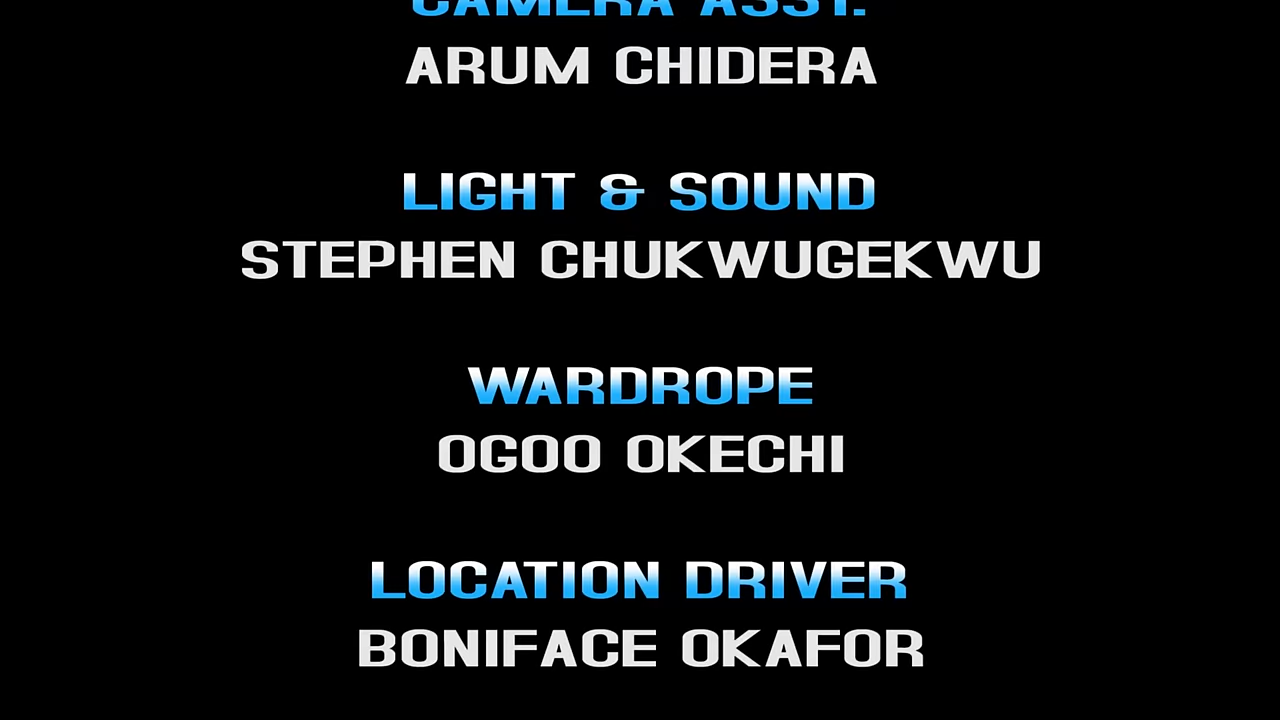 CAMERA ASST.
ARUM CHIDERA
LIGHT & SOUND
STEPHEN CHUKWUGEKWU
WARDROPE
OGOO OKECHI
LOCATION DRIVER
BONIFACE OKAFOR